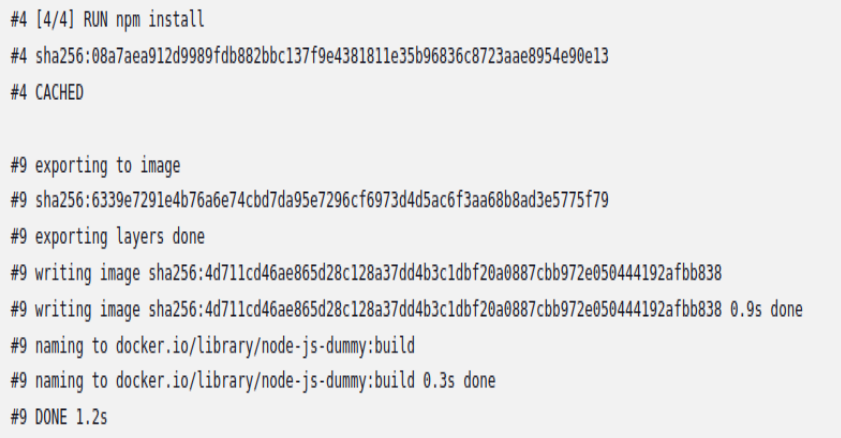 #4 [4/4] RUN npm install
#4 sha256:08a7aea912d9989fdb882bbc137f9e4381811e35b96836c8723aae8954e90e13
#4 CACHED
#9 exporting to image
#9 sha256:6339e7291e4b76a6e74cbd7da95e7296cf6973d4d5ac6f3aa68b8ad3e5775f79
#9 exporting layers done
#9 writing image sha256:4d711cd46ae865d28c128a37dd4b3c1dbf20a0887cbb972e050444192afbb838
#9 writing image sha256:4d711cd46ae865d28c128a37dd4b3c1dbf20a0887cbb972e050444192afbb838 0.9s done
#9 naming to docker.io/library/node-js-dummy:build
#9 naming to docker.io/library/node-js-dummy:build 0.3s done
#9 DONE 1.2s